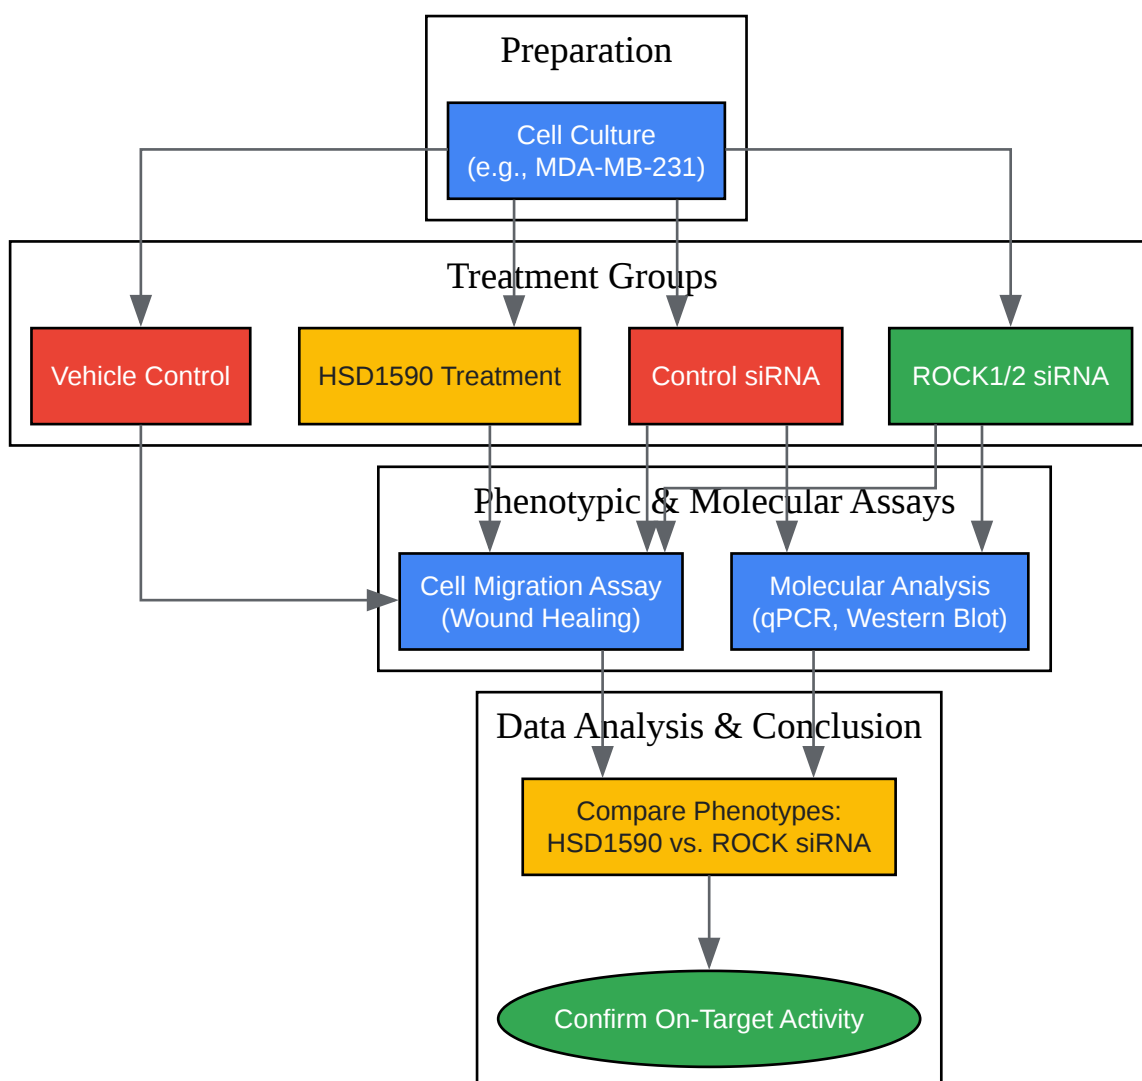 Preparation
Cell Culture
(e.g., MDA-MB-231)
Treatment Groups
Vehicle Control
HSD1590 Treatment
Control siRNA
ROCK1/2 siRNA
Phenotypic & Molecular Assays
Cell Migration Assay
(Wound Healing)
Molecular Analysis
(qPCR, Western Blot)
Data Analysis & Conclusion
Compare Phenotypes:
HSD1590 vs. ROCK siRNA
Confirm On-Target Activity